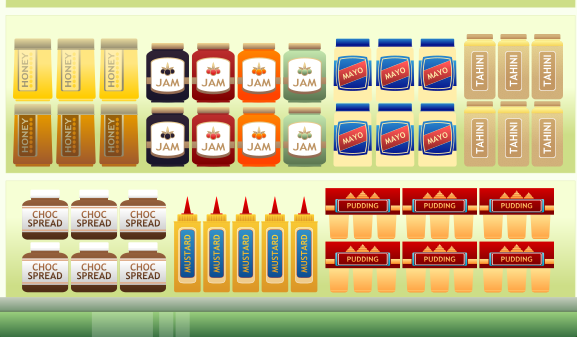 HONEY HONEY HONEY JAM JAM JAM JAM MAYO MAYO MAYO TAHINI TAHINI TAHINI
HONEY HONEY HONEY JAM JAM JAM JAM MAYO MAYO MAYO TAHINI TAHINI TAHINI
CHOC CHOC CHOC
SPREAD SPREAD SPREAD
MUSTARD MUSTARD MUSTARD MUSTARD MUSTARD
PUDDING PUDDING PUDDING
CHOC CHOC CHOC
SPREAD SPREAD SPREAD
PUDDING PUDDING PUDDING